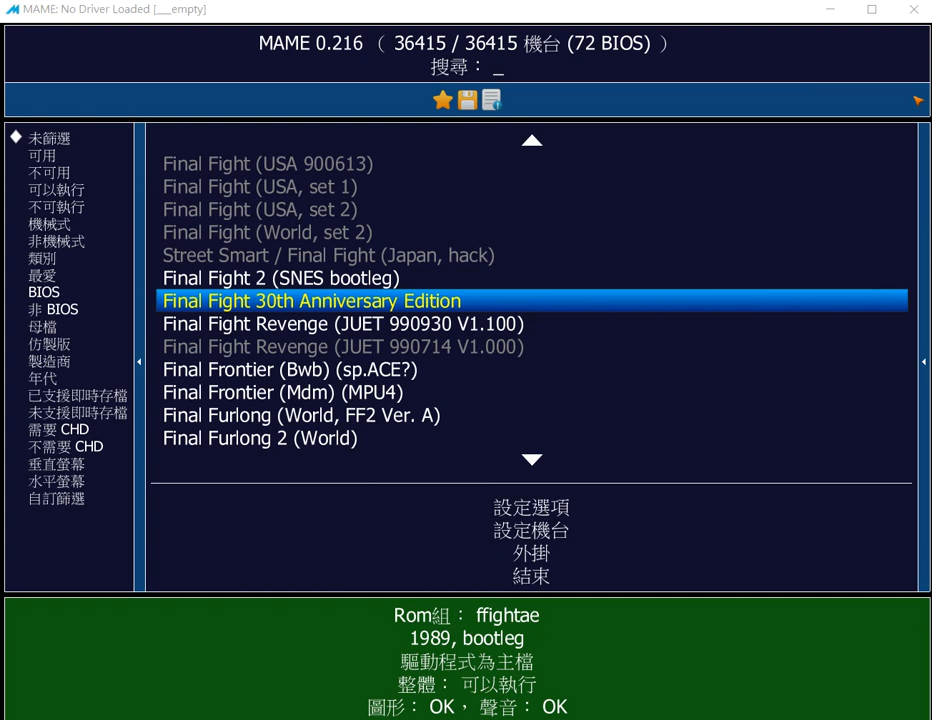 MAME: No Driver Loaded [___empty]
MAME 0.216 （ 36415 / 36415 機台 (72 BIOS) ）
搜尋： _
未篩選
可用
不可用
可以執行
不可執行
機械式
非機械式
類別
最愛
BIOS
非 BIOS
母檔
仿製版
製造商
年代
已支援即時存檔
未支援即時存檔
需要 CHD
不需要 CHD
垂直螢幕
水平螢幕
自訂篩選
Final Fight (USA 900613)
Final Fight (USA, set 1)
Final Fight (USA, set 2)
Final Fight (World, set 2)
Street Smart / Final Fight (Japan, hack)
Final Fight 2 (SNES bootleg)
Final Fight 30th Anniversary Edition
Final Fight Revenge (JUET 990930 V1.100)
Final Fight Revenge (JUET 990714 V1.000)
Final Frontier (Bwb) (sp.ACE?)
Final Frontier (Mdm) (MPU4)
Final Furlong (World, FF2 Ver. A)
Final Furlong 2 (World)
設定選項
設定機台
外掛
結束
Rom組： ffightae
1989, bootleg
驅動程式為主檔
整體： 可以執行
圖形： OK， 聲音： OK